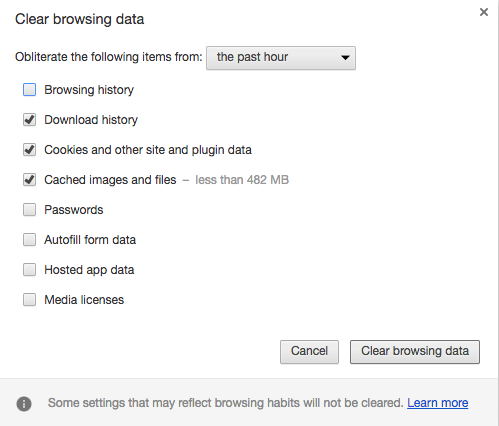 Clear browsing data
Obliterate the following items from: the past hour
Browsing history
Download history
Cookies and other site and plugin data
Cached images and files – less than 482 MB
Passwords
Autofill form data
Hosted app data
Media licenses
Cancel Clear browsing data
Some settings that may reflect browsing habits will not be cleared. Learn more